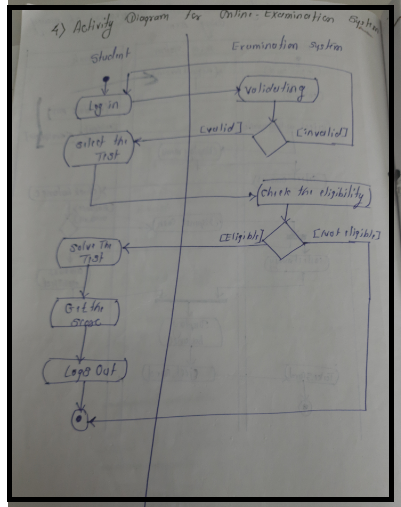 4) Activity Diagram for Online-Examination System
Student
Examination System
Log in
Validating
[valid]
[invalid]
Select the
Test
Check the eligibility
[Eligible]
[Not eligible]
Solve The
Test
Get the
Score
Logg Out